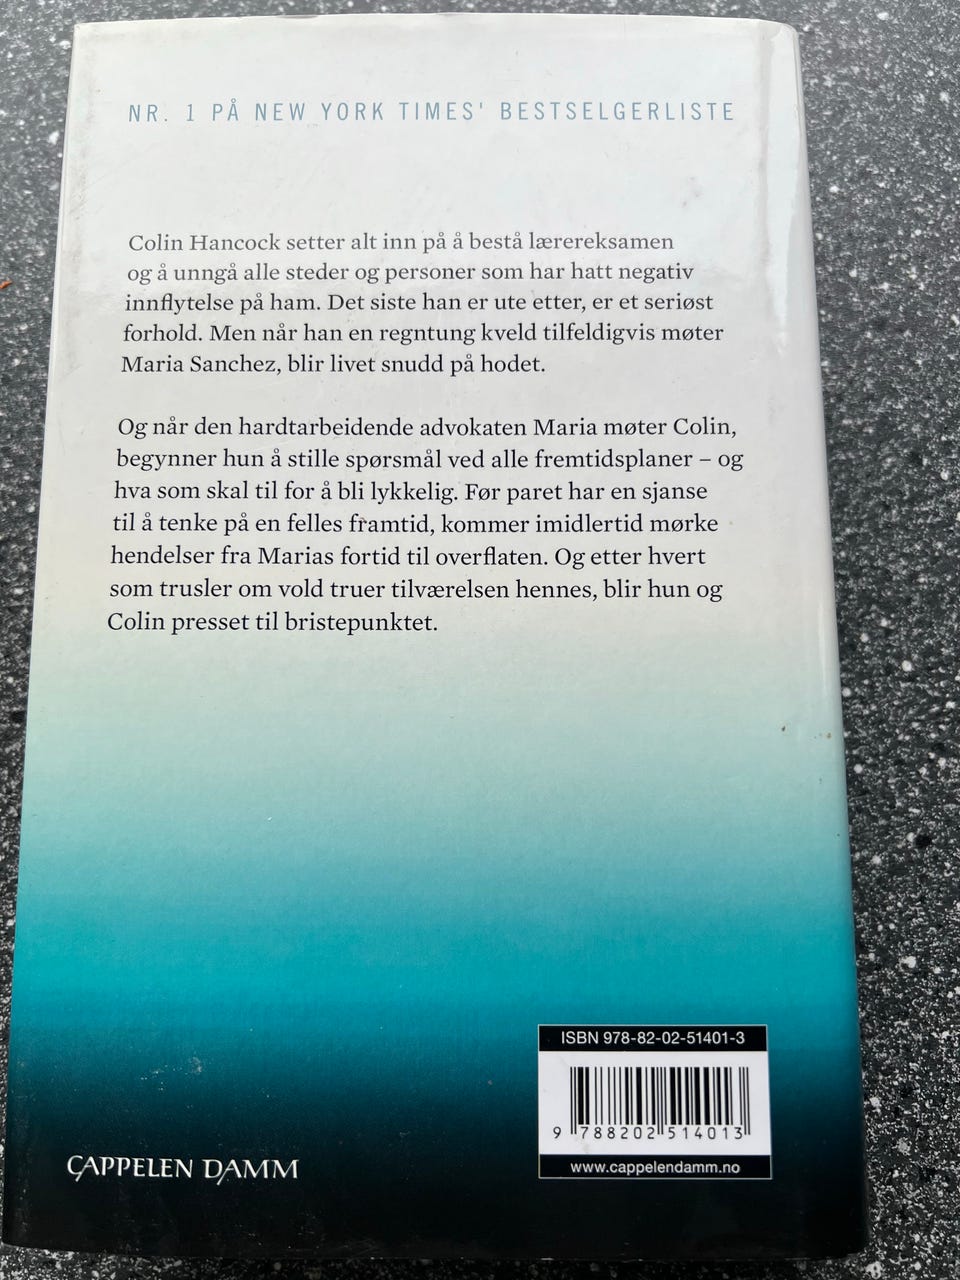 NR. 1 PÅ NEW YORK TIMES' BESTSELGERLISTE
Colin Hancock setter alt inn på å bestå lærereksamen
og å unngå alle steder og personer som har hatt negativ
innflytelse på ham. Det siste han er ute etter, er et seriøst
forhold. Men når han en regntung kveld tilfeldigvis møter
Maria Sanchez, blir livet snudd på hodet.
Og når den hardtarbeidende advokaten Maria møter Colin,
begynner hun å stille spørsmål ved alle fremtidsplaner – og
hva som skal til for å bli lykkelig. Før paret har en sjanse
til å tenke på en felles framtid, kommer imidlertid mørke
hendelser fra Marias fortid til overflaten. Og etter hvert
som trusler om vold truer tilværelsen hennes, blir hun og
Colin presset til bristepunktet.
ISBN 978-82-02-51401-3
9 788202 514013
www.cappelendamm.no
CAPPELEN DAMM